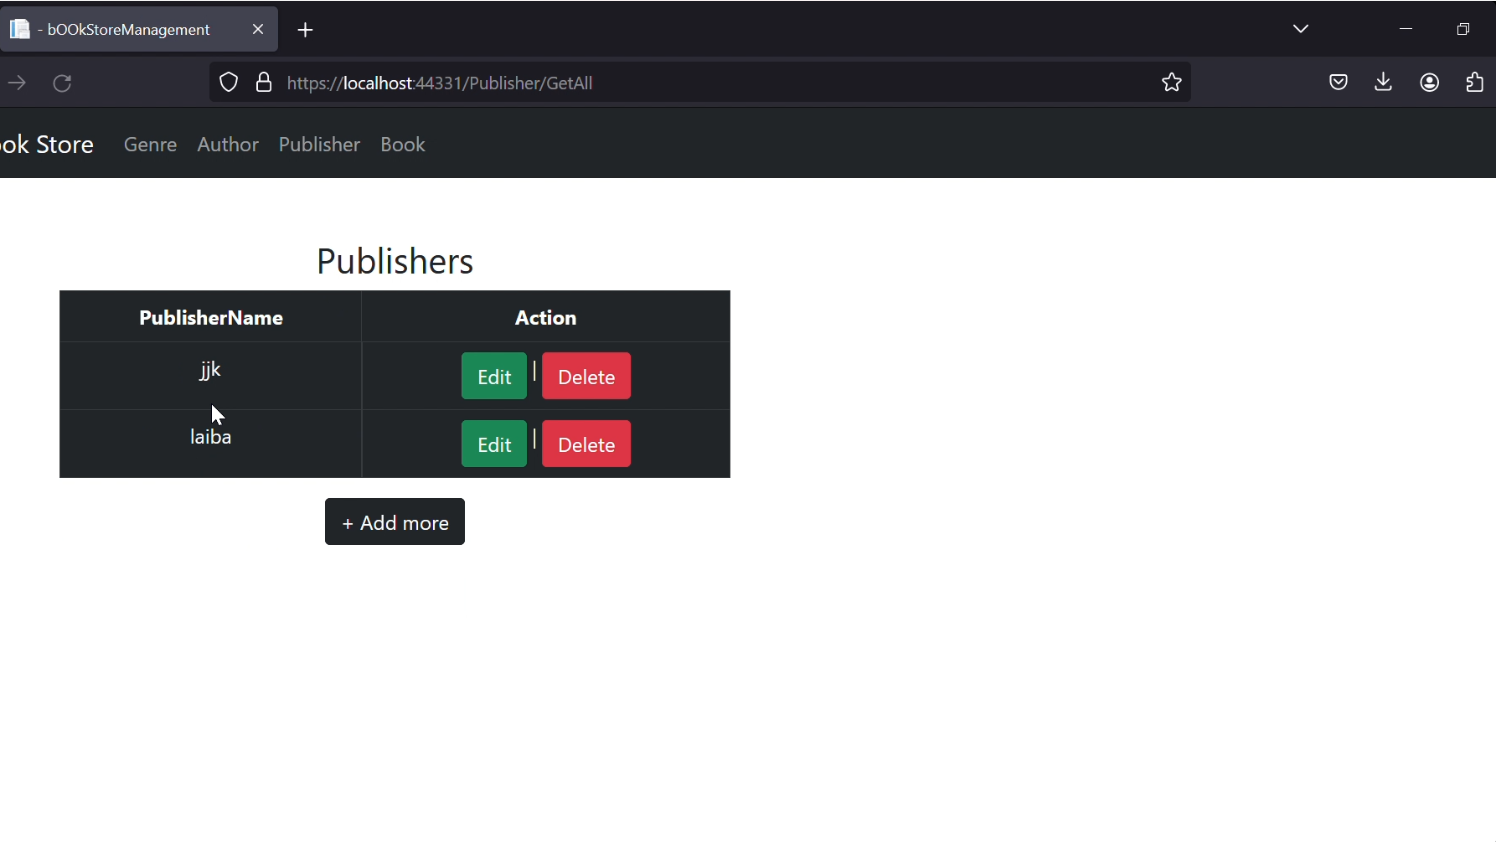 - bOOkStoreManagement
https://localhost:44331/Publisher/GetAll
ok Store Genre Author Publisher Book
Publishers
PublisherName Action
jjk Edit | Delete
laiba Edit | Delete
+ Add more